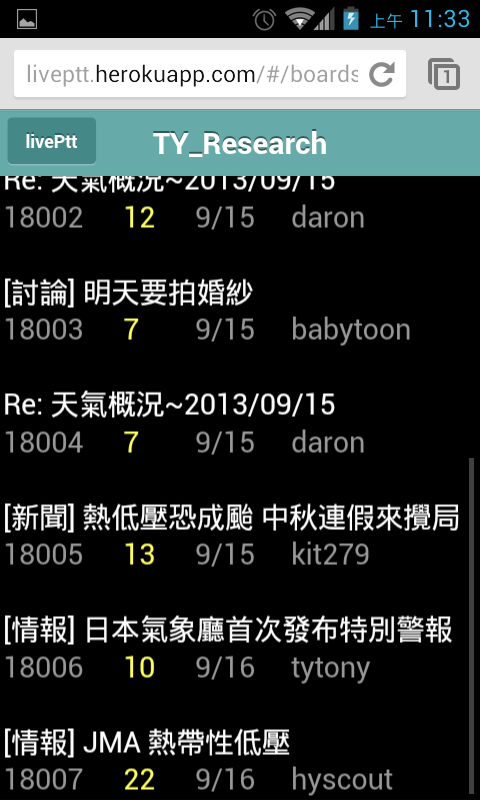 上午 11:33
liveptt.herokuapp.com/#/boards
1
livePtt TY_Research
Re: 天氣概況~2013/09/15
18002 12 9/15 daron
[討論] 明天要拍婚紗
18003 7 9/15 babytoon
Re: 天氣概況~2013/09/15
18004 7 9/15 daron
[新聞] 熱低壓恐成颱 中秋連假來攪局
18005 13 9/15 kit279
[情報] 日本氣象廳首次發布特別警報
18006 10 9/16 tytony
[情報] JMA 熱帶性低壓
18007 22 9/16 hyscout